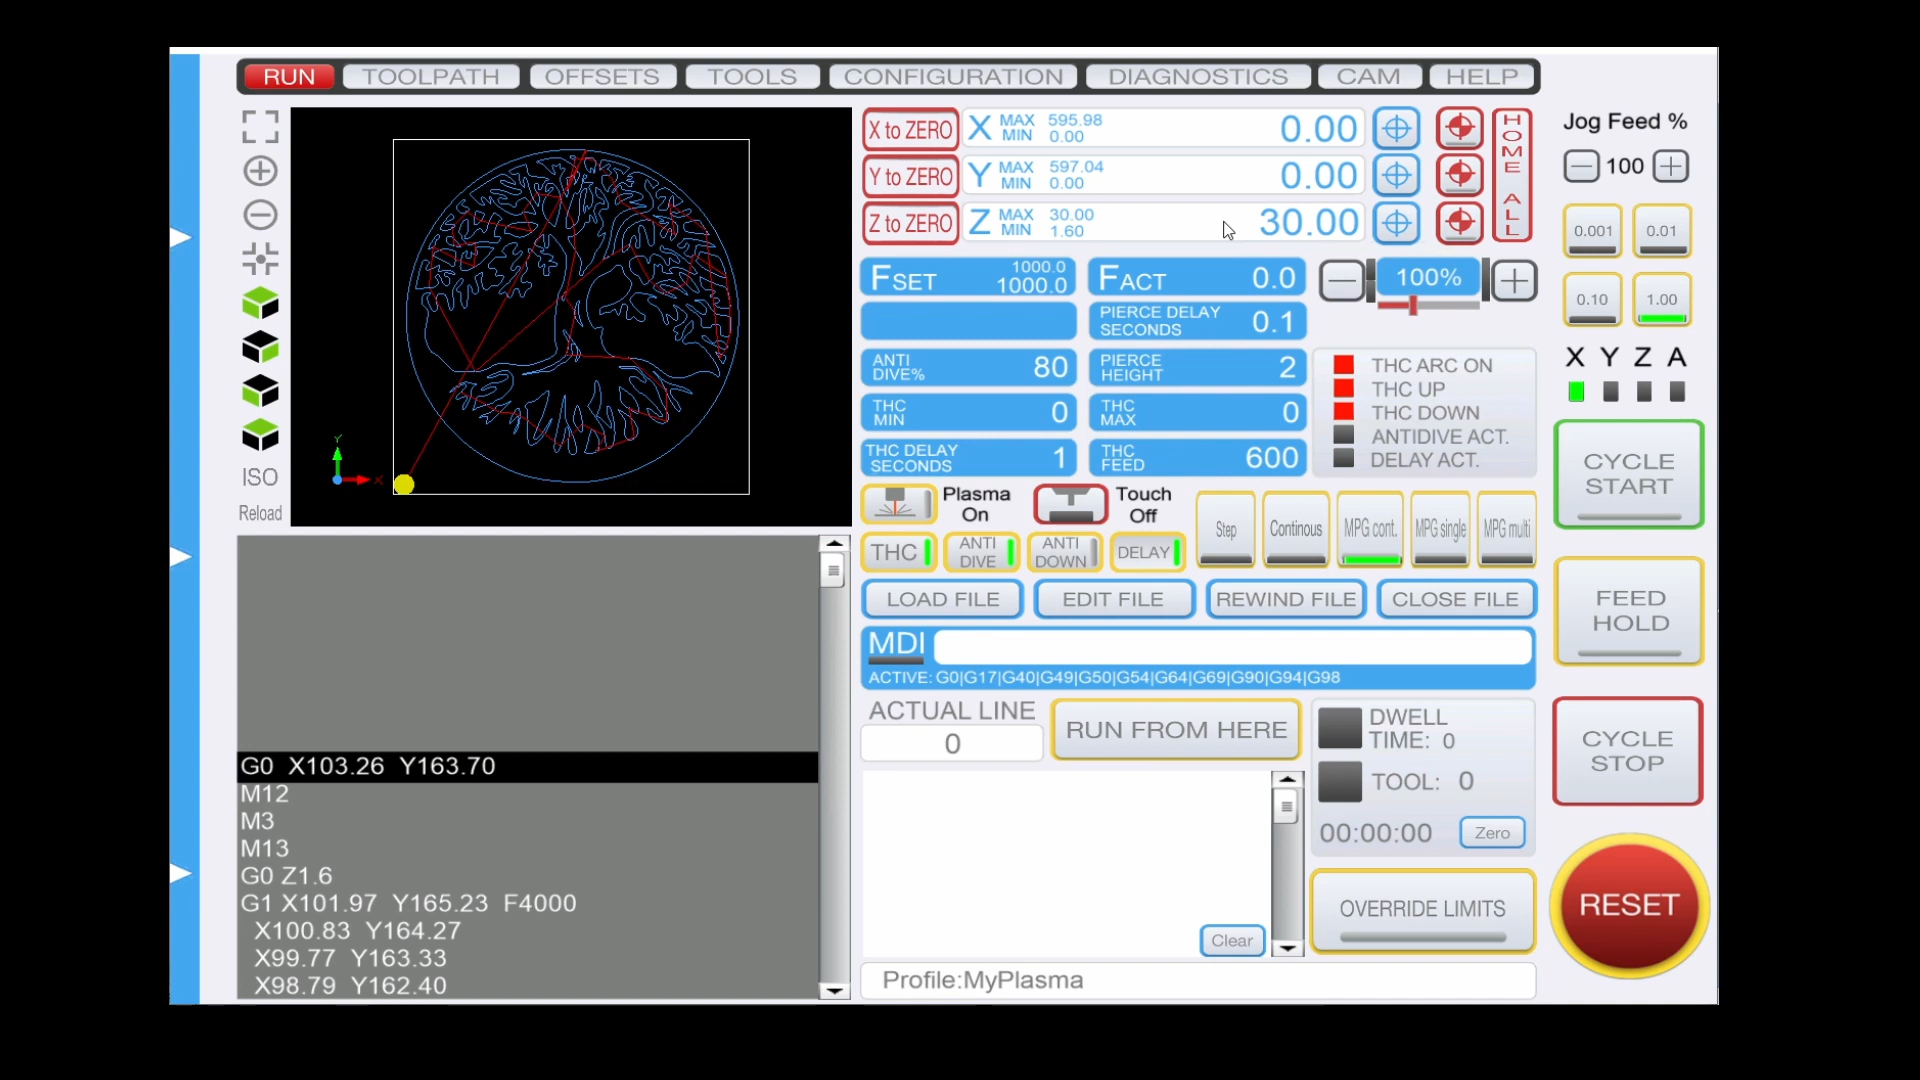 RUN TOOLPATH OFFSETS TOOLS CONFIGURATION DIAGNOSTICS CAM HELP
ISO
Reload
Y
X
X to ZERO X MAX 595.98 MIN 0.00 0.00
Y to ZERO Y MAX 597.04 MIN 0.00 0.00
Z to ZERO Z MAX 30.00 MIN 1.60 30.00
HOME ALL
FSET 1000.0 1000.0 FACT 0.0 100%
PIERCE DELAY SECONDS 0.1
ANTI DIVE% 80 PIERCE HEIGHT 2
THC MIN 0 THC MAX 0
THC DELAY SECONDS 1 THC FEED 600
THC ARC ON
THC UP
THC DOWN
ANTIDIVE ACT.
DELAY ACT.
Plasma On Touch Off
THC ANTI DIVE ANTI DOWN DELAY
Step Continous MPG cont. MPG single MPG multi
LOAD FILE EDIT FILE REWIND FILE CLOSE FILE
MDI
ACTIVE: G0|G17|G40|G49|G50|G54|G64|G69|G90|G94|G98
ACTUAL LINE
0
RUN FROM HERE
DWELL TIME: 0
TOOL: 0
00:00:00 Zero
OVERRIDE LIMITS
Clear
Profile:MyPlasma
G0 X103.26 Y163.70
M12
M3
M13
G0 Z1.6
G1 X101.97 Y165.23 F4000
X100.83 Y164.27
X99.77 Y163.33
X98.79 Y162.40
Jog Feed %
100
0.001 0.01
0.10 1.00
X Y Z A
CYCLE START
FEED HOLD
CYCLE STOP
RESET